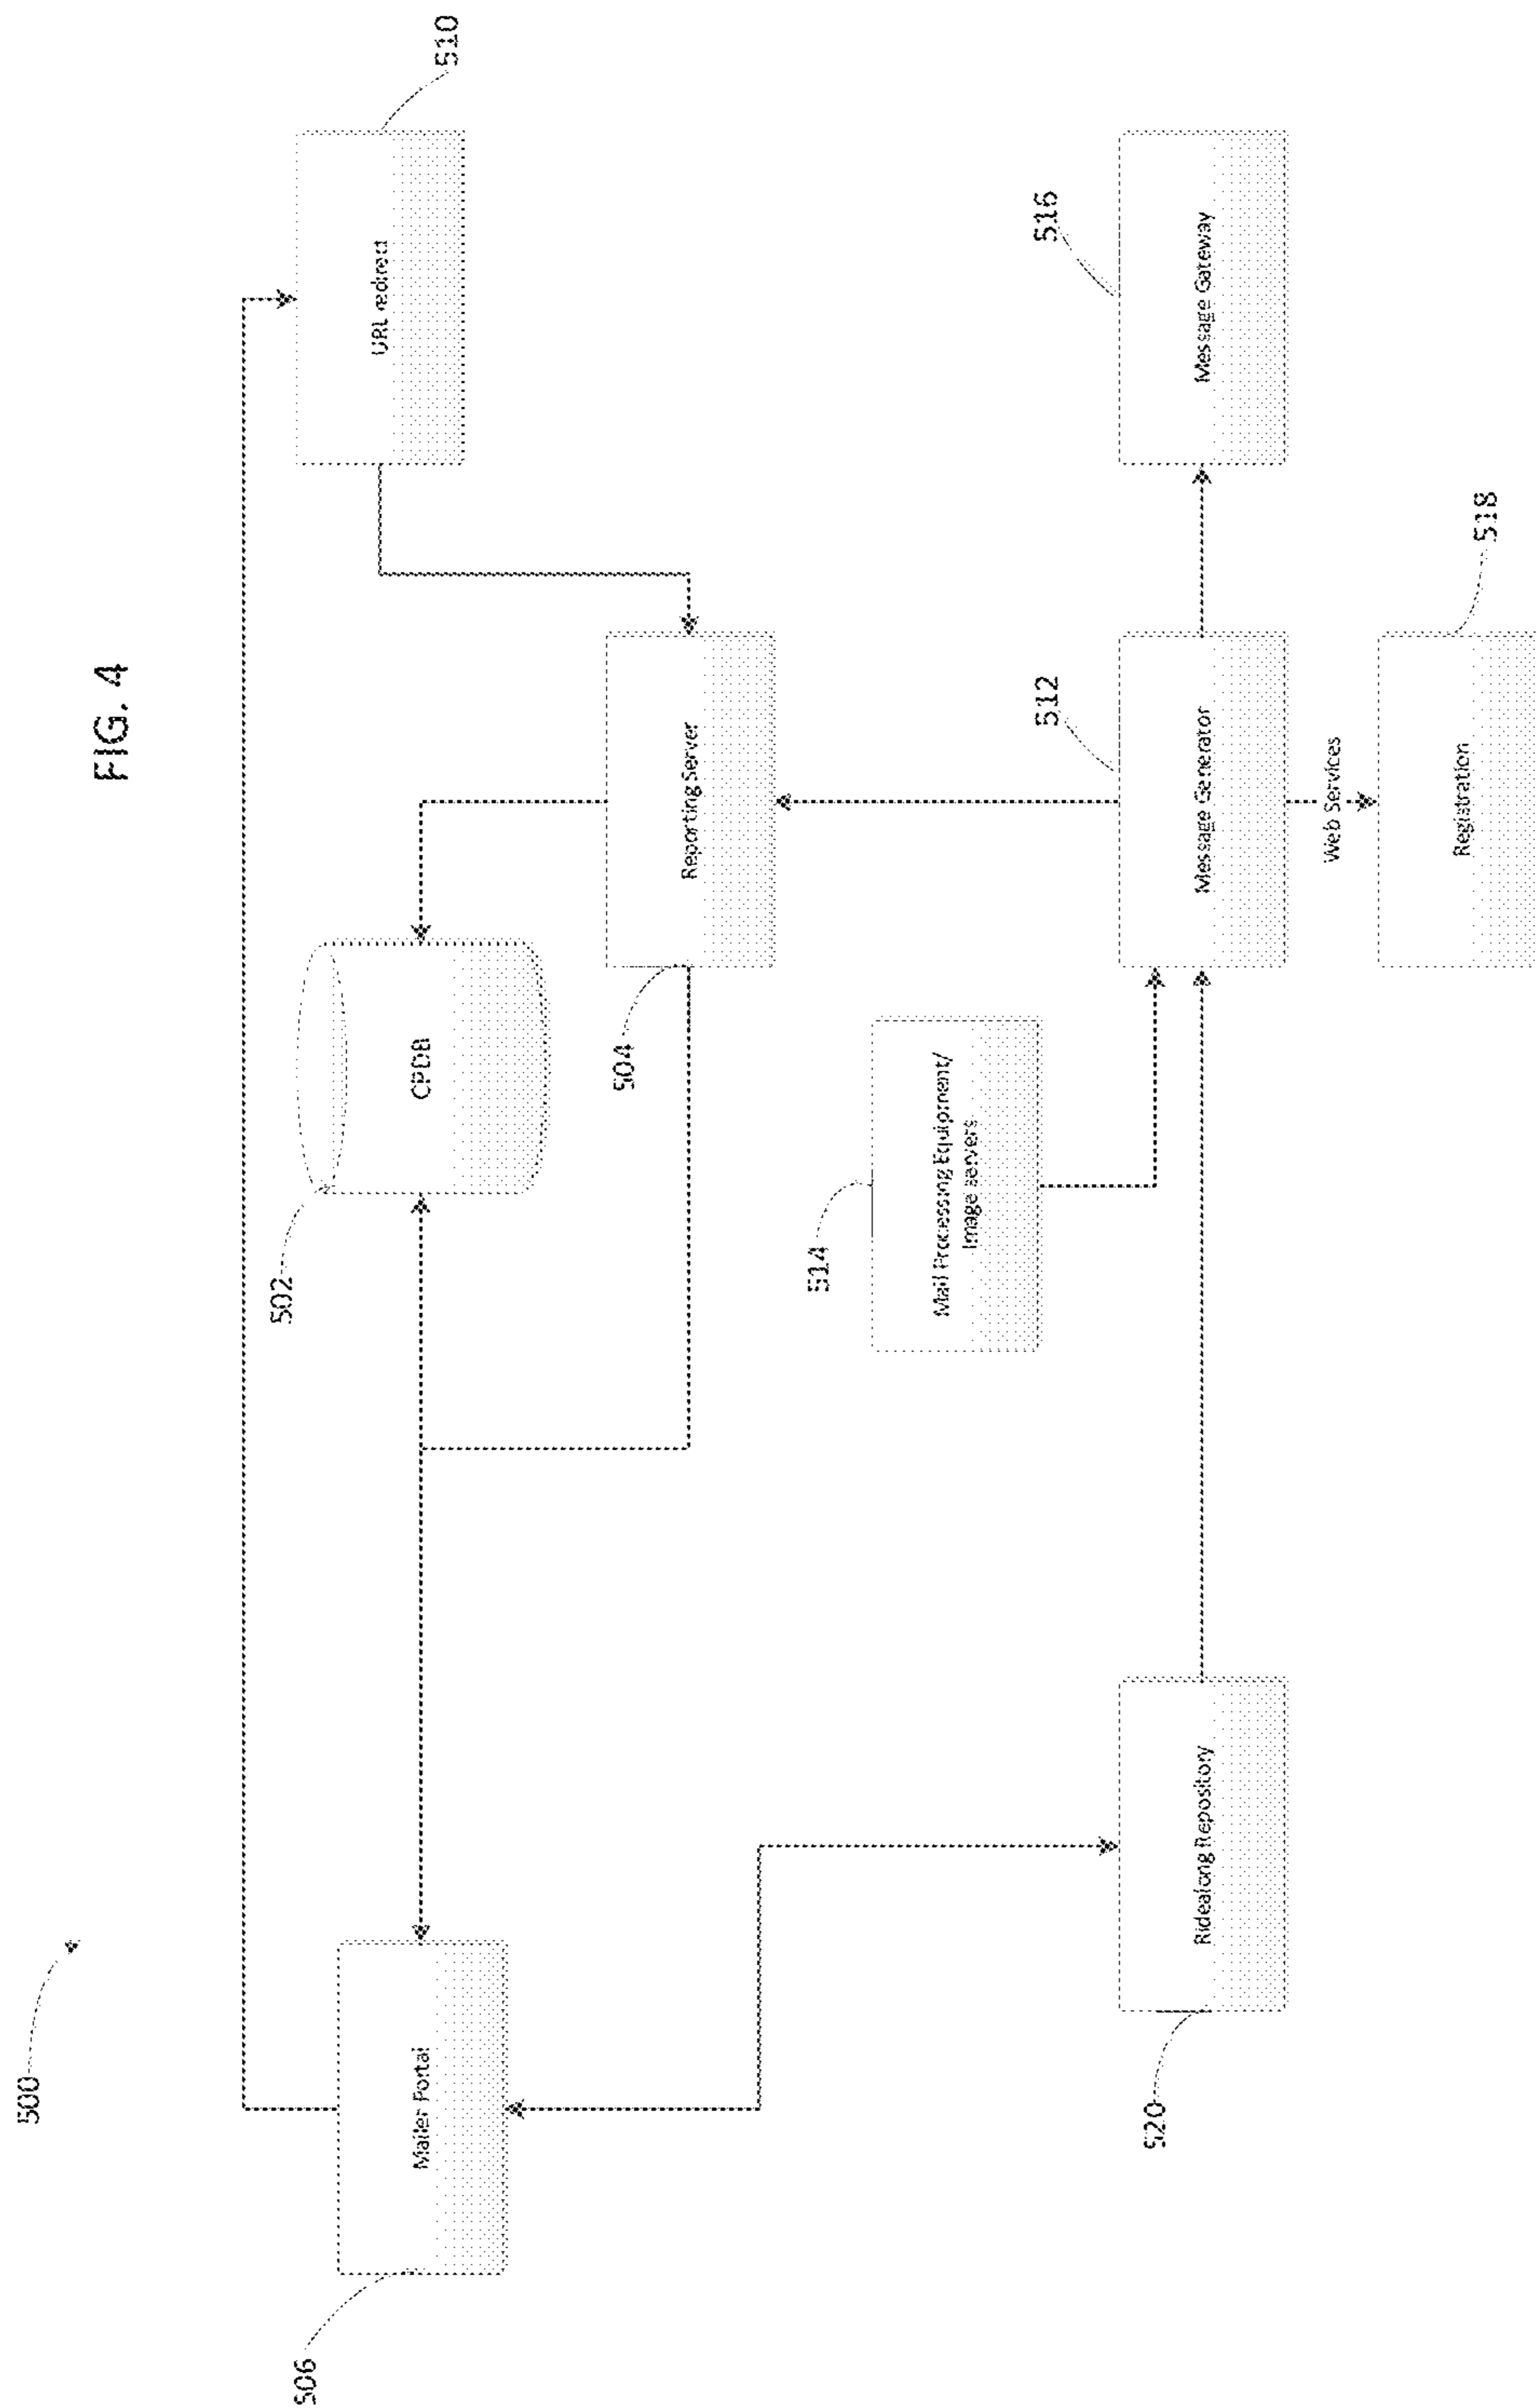 FIG. 4
500
506
Mailer Portal
502
CPDB
URL redirect
510
504
Reporting Server
514
Mail Processing Equipment/
Image servers
520
Ridealong Repository
512
Message Generator
516
Message Gateway
Web Services
Registration
518